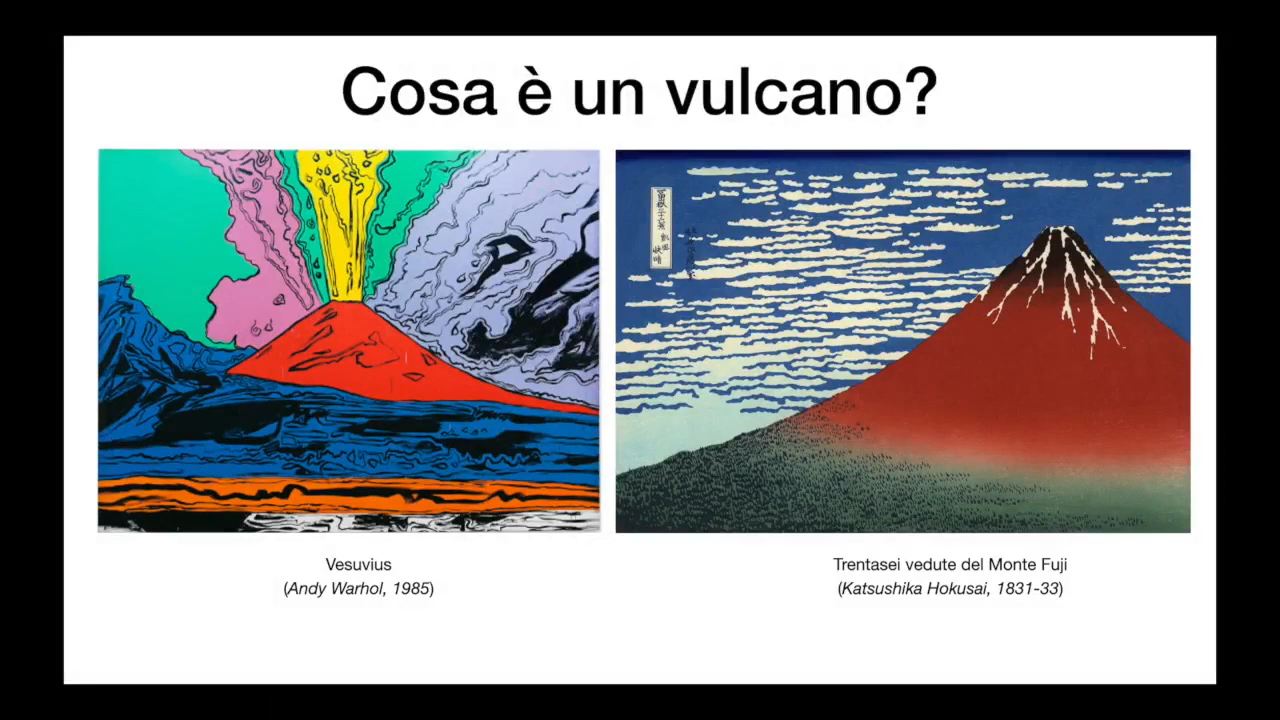 Cosa è un vulcano?
Vesuvius
(Andy Warhol, 1985)
Trentasei vedute del Monte Fuji
(Katsushika Hokusai, 1831-33)